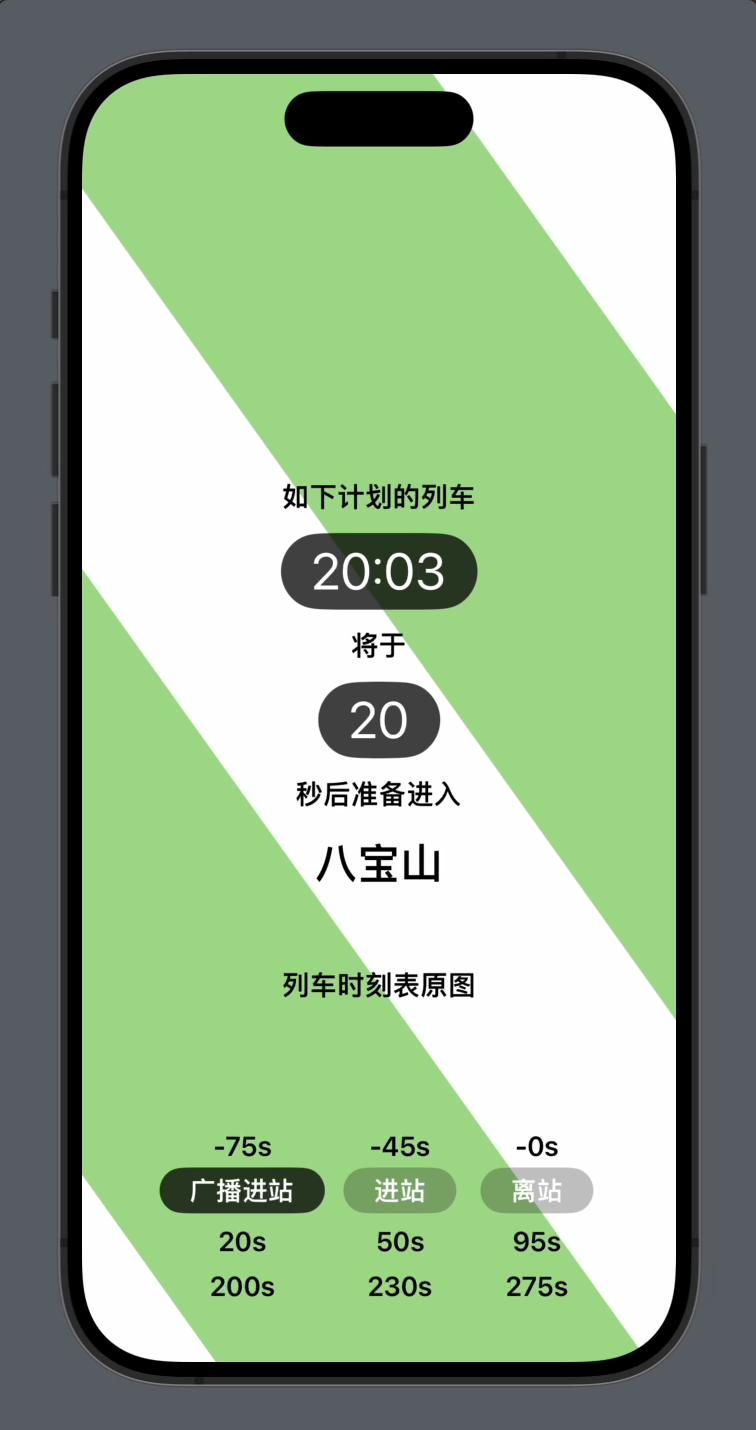 如下计划的列车
20:03
将于
20
秒后准备进入
八宝山
列车时刻表原图
-75s -45s -0s
广播进站 进站 离站
20s 50s 95s
200s 230s 275s